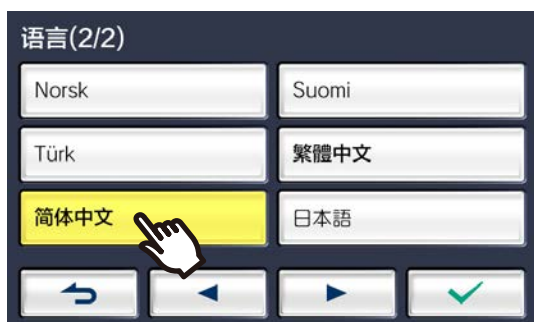 语言(2/2)
Norsk
Suomi
Türk
繁體中文
简体中文
日本語